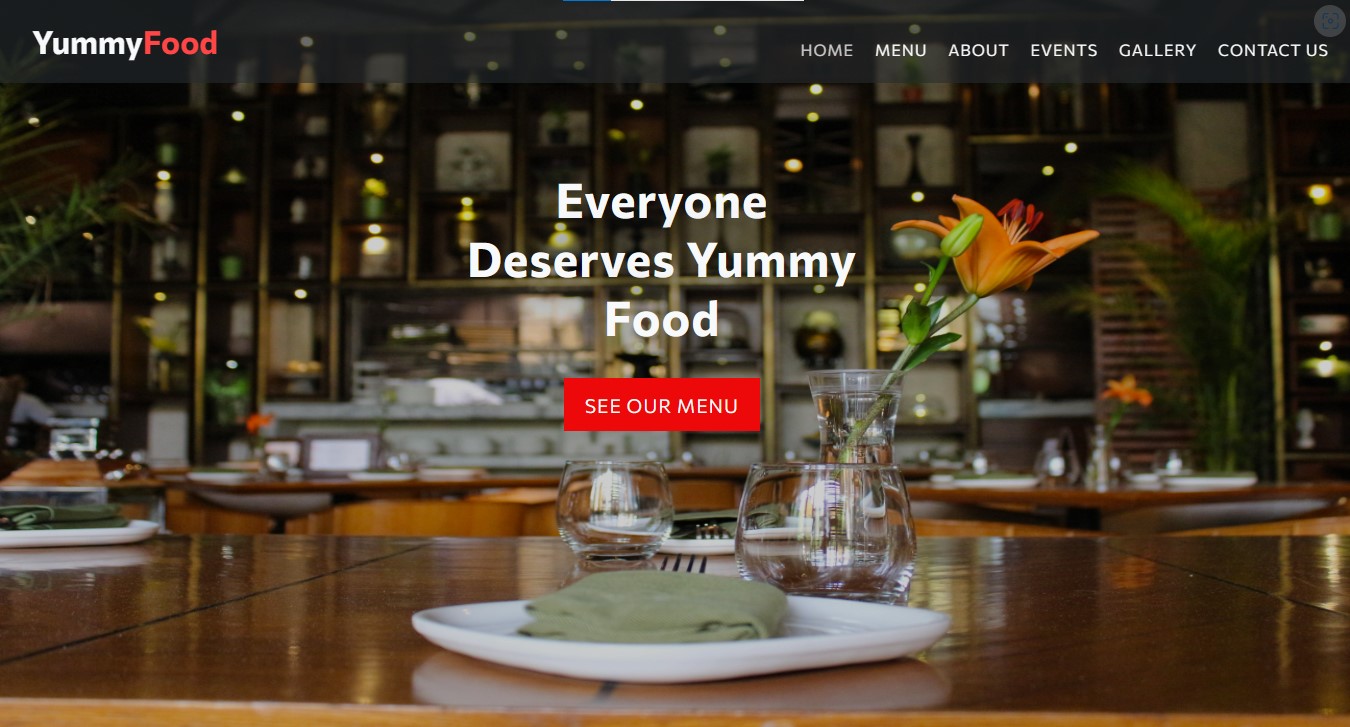 YummyFood
HOME MENU ABOUT EVENTS GALLERY CONTACT US
Everyone
Deserves Yummy
Food
SEE OUR MENU